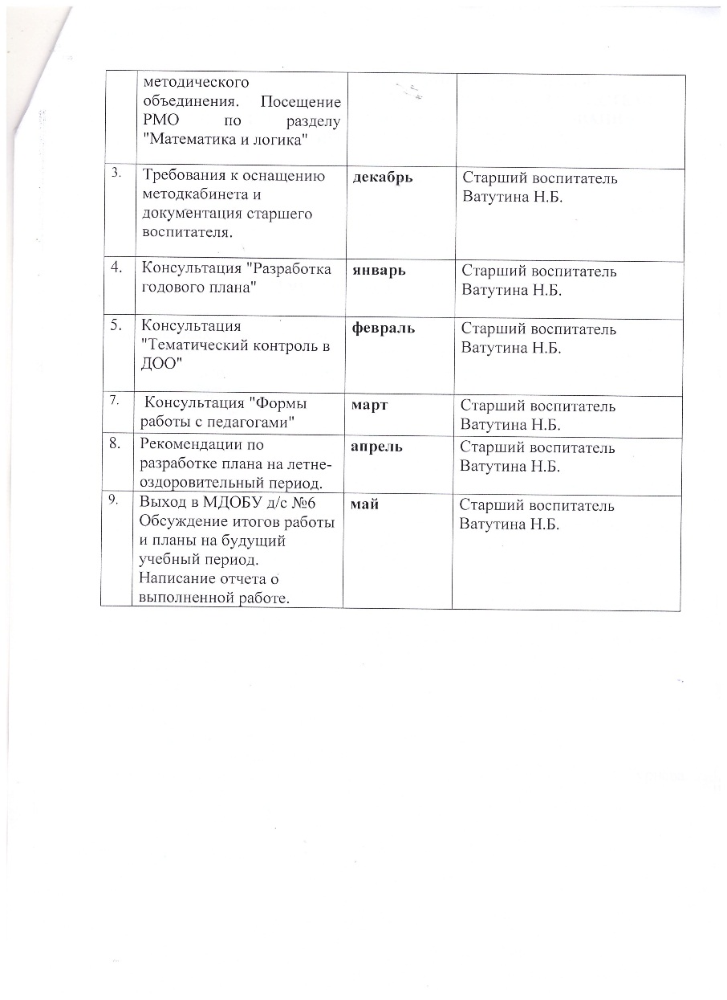 методического
объединения. Посещение
РМО по разделу
"Математика и логика"
3. Требования к оснащению декабрь Старший воспитатель
методкабинета и Ватутина Н.Б.
документация старшего
воспитателя.
4. Консультация "Разработка январь Старший воспитатель
годового плана" Ватутина Н.Б.
5. Консультация февраль Старший воспитатель
"Тематический контроль в Ватутина Н.Б.
ДОО"
7. Консультация "Формы март Старший воспитатель
работы с педагогами" Ватутина Н.Б.
8. Рекомендации по апрель Старший воспитатель
разработке плана на летне- Ватутина Н.Б.
оздоровительный период.
9. Выход в МДОБУ д/с №6 май Старший воспитатель
Обсуждение итогов работы Ватутина Н.Б.
и планы на будущий
учебный период.
Написание отчета о
выполненной работе.